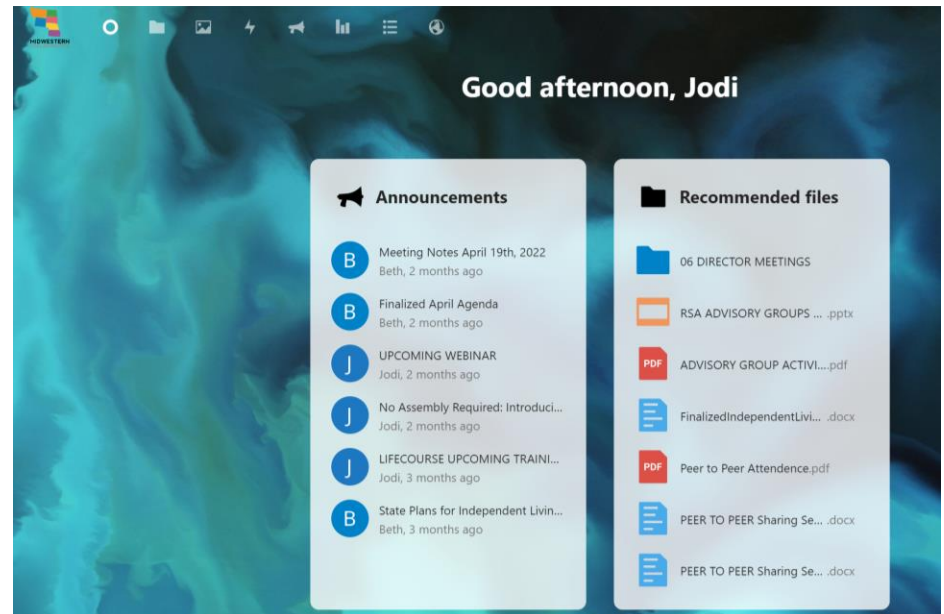 MIDWESTERN
Good afternoon, Jodi
Announcements
B
Meeting Notes April 19th, 2022
Beth, 2 months ago
B
Finalized April Agenda
Beth, 2 months ago
J
UPCOMING WEBINAR
Jodi, 2 months ago
J
No Assembly Required: Introduci...
Jodi, 2 months ago
J
LIFECOURSE UPCOMING TRAINI...
Jodi, 3 months ago
B
State Plans for Independent Livin...
Beth, 3 months ago
Recommended files
06 DIRECTOR MEETINGS
RSA ADVISORY GROUPS ... .pptx
PDF
ADVISORY GROUP ACTIVI....pdf
FinalizedIndependentLivi... .docx
PDF
Peer to Peer Attendence.pdf
PEER TO PEER Sharing Se... .docx
PEER TO PEER Sharing Se... .docx